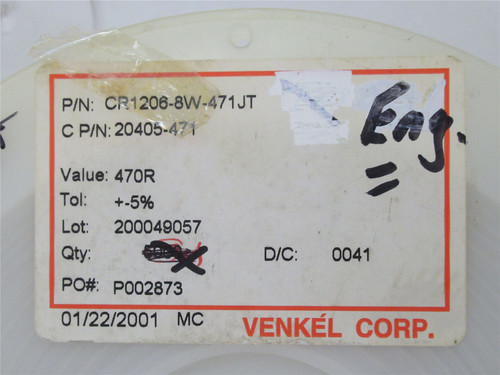 P/N: CR1206-8W-471JT
C P/N: 20405-471
Eng.
Value: 470R
Tol: +-5%
Lot: 200049057
Qty:
D/C: 0041
PO#: P002873
01/22/2001 MC
VENKÉL CORP.